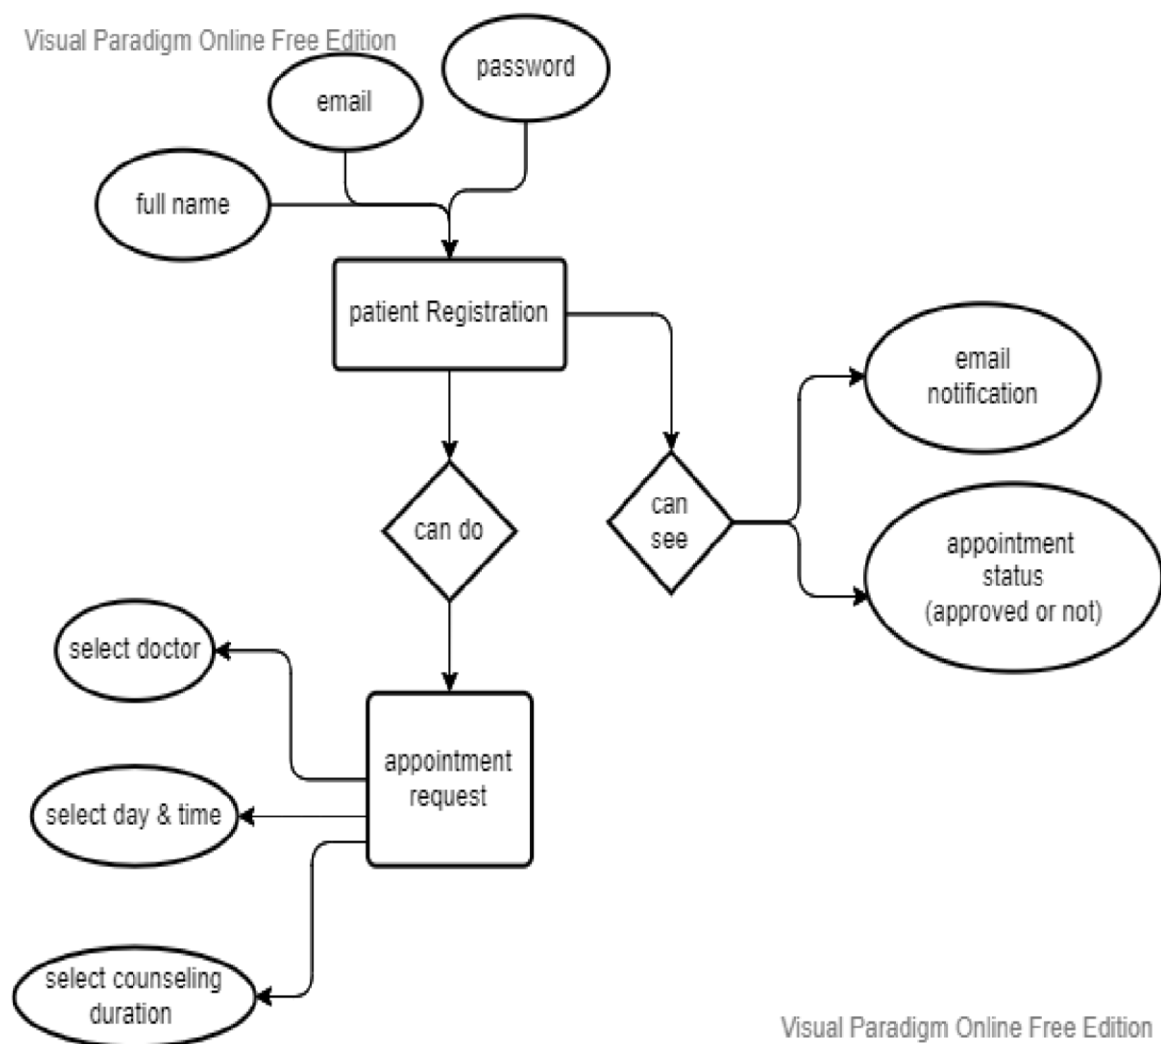 Visual Paradigm Online Free Edition
password
email
full name
patient Registration
email
notification
can do
can
see
appointment
status
(approved or not)
select doctor
appointment
request
select day & time
select counseling
duration
Visual Paradigm Online Free Edition